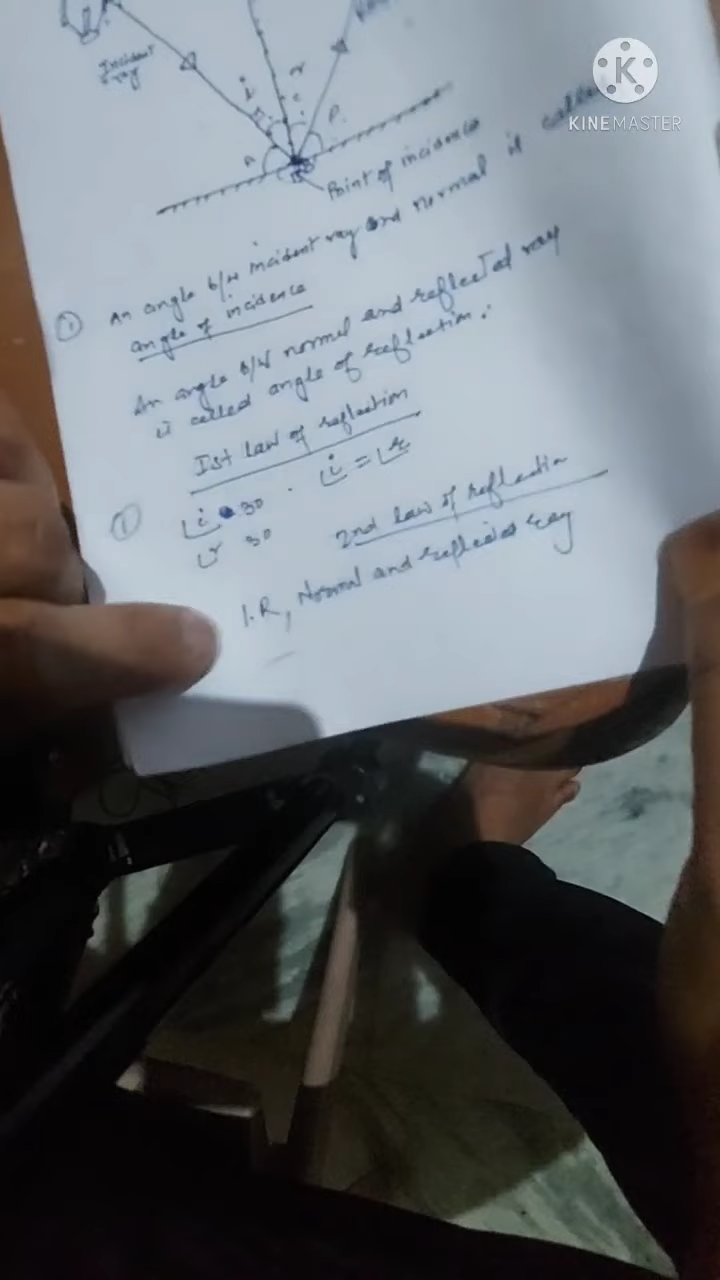 K
KINEMASTER
Incident
ray
i
r
Point of incidence
① An angle b/w incident ray and normal is called
angle of incidence
An angle b/w normal and reflected ray
is called angle of reflection.
Ist law of reflection
① ∠i 30 . ∠i = ∠r
∠r 30
2nd law of reflection
I.R, Normal and reflected ray